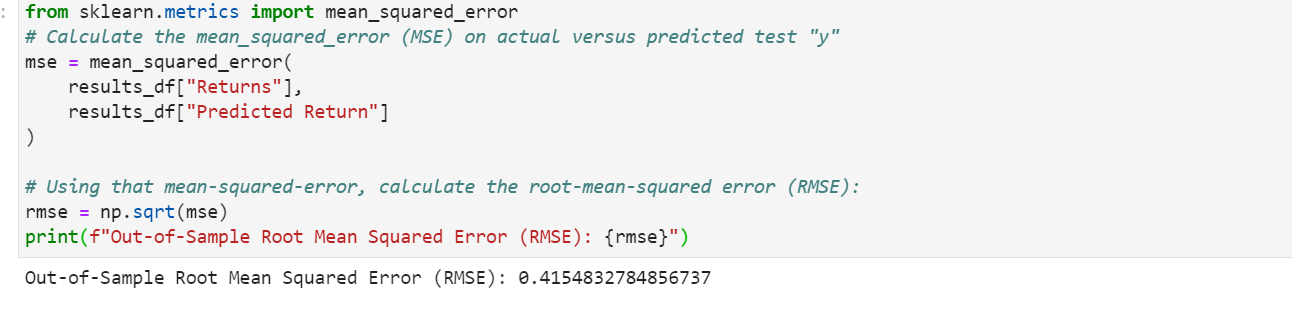 :
from sklearn.metrics import mean_squared_error
# Calculate the mean_squared_error (MSE) on actual versus predicted test "y"
mse = mean_squared_error(
    results_df["Returns"],
    results_df["Predicted Return"]
)
# Using that mean-squared-error, calculate the root-mean-squared error (RMSE):
rmse = np.sqrt(mse)
print(f"Out-of-Sample Root Mean Squared Error (RMSE): {rmse}")
Out-of-Sample Root Mean Squared Error (RMSE): 0.4154832784856737